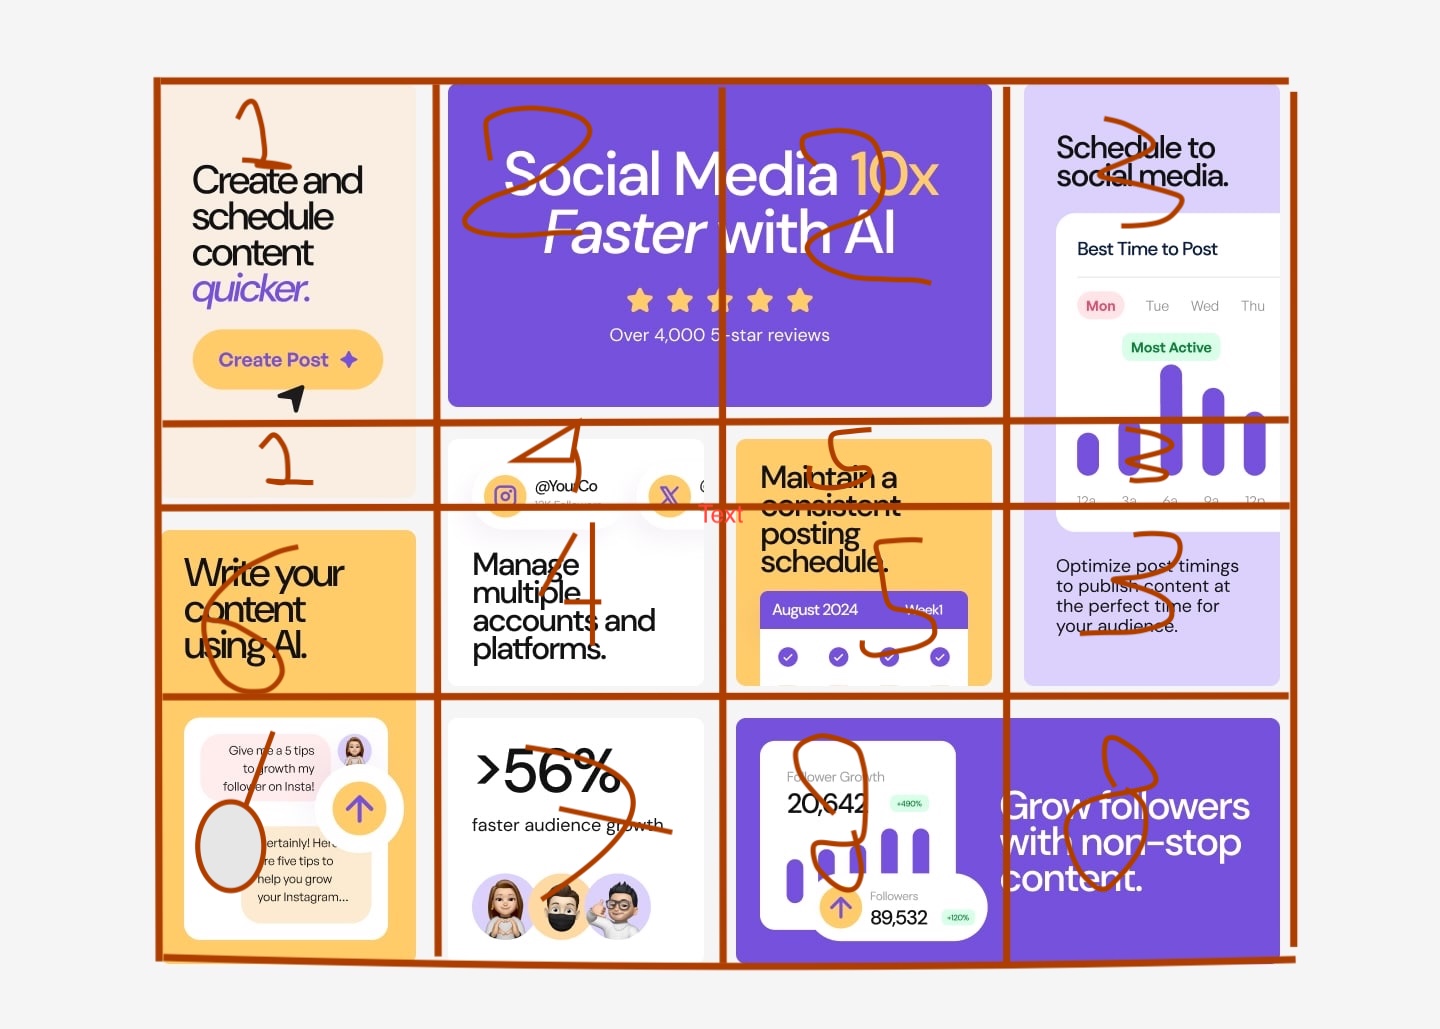 1
Create and
schedule
content
quicker.
Create Post
1
2
2
Social Media 10x
Faster with AI
Over 4,000 5-star reviews
3
Schedule to
social media.
Best Time to Post
Mon Tue Wed Thu
Most Active
3
12a 3a 6a 9a 12p
3
Optimize post timings
to publish content at
the perfect time for
your audience.
4
@YourCo
Text
4
Manage
multiple
accounts and
platforms.
5
Maintain a
consistent
posting
schedule.
5
August 2024 Week1
6
Write your
content
using AI.
6
Give me a 5 tips
to growth my
follower on Insta!
ertainly! Here
re five tips to
help you grow
your Instagram...
7
>56%
faster audience growth
8
Follower Growth
20,642 +490%
Followers
89,532 +120%
8
Grow followers
with non-stop
content.